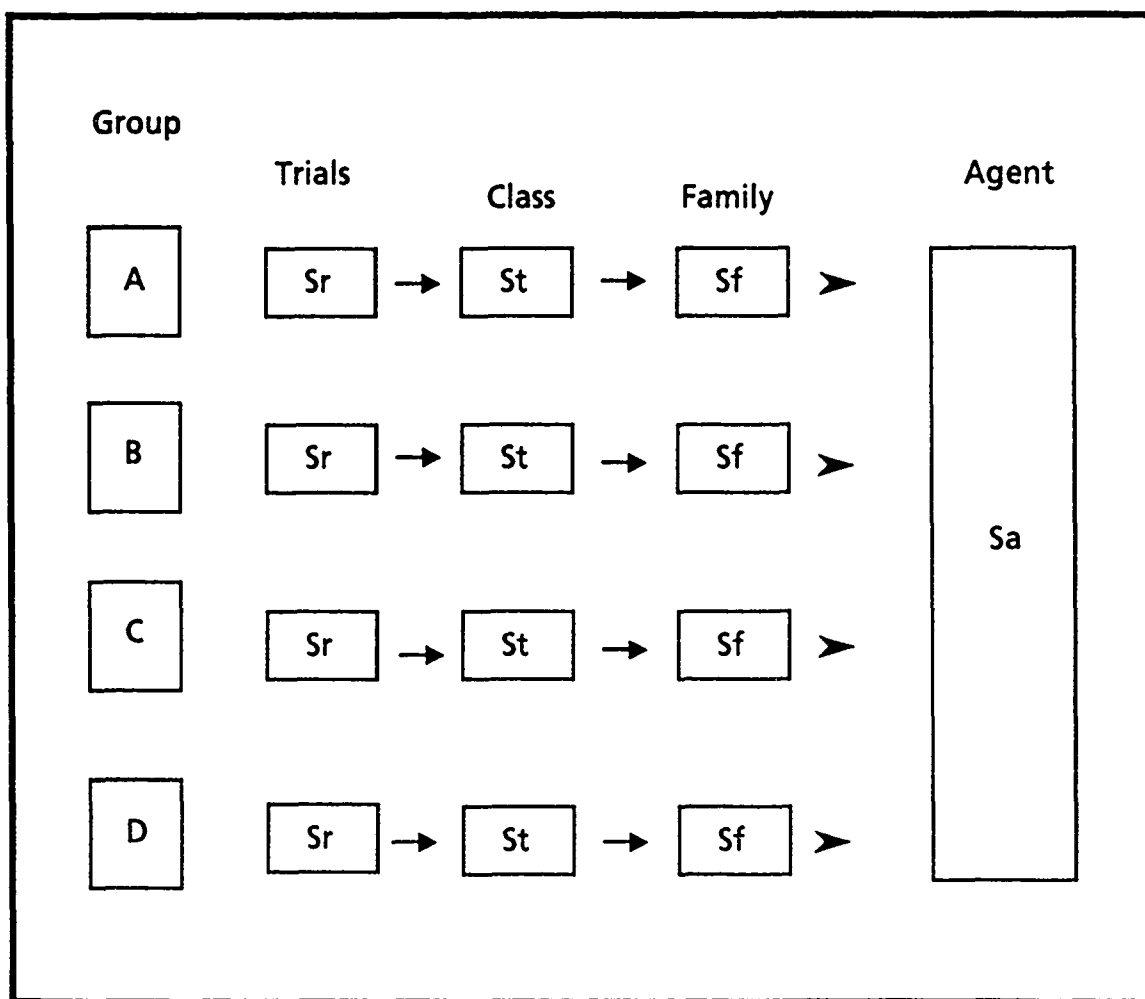 Group
Trials
Class
Family
Agent
A
Sr
St
Sf
B
Sr
St
Sf
Sa
C
Sr
St
Sf
D
Sr
St
Sf